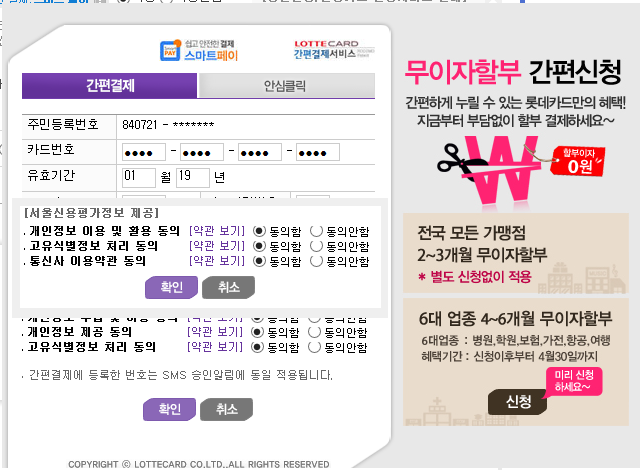 쉽고 안전한 결제
스마트페이
LOTTE CARD
간편결제서비스
간편결제
안심클릭
주민등록번호 840721 - *******
카드번호 •••• - •••• - •••• - ••••
유효기간 01 월 19 년
[서울신용평가정보 제공]
. 개인정보 이용 및 활용 동의 [약관 보기] 동의함 동의안함
. 고유식별정보 처리 동의 [약관 보기] 동의함 동의안함
. 통신사 이용약관 동의 [약관 보기] 동의함 동의안함
확인 취소
. 개인정보 제공 동의 [약관 보기] 동의함 동의안함
. 고유식별정보 처리 동의 [약관 보기] 동의함 동의안함
. 간편결제에 등록한 번호는 SMS 승인알림에 동일 적용됩니다.
확인 취소
COPYRIGHT ⓒ LOTTECARD CO.LTD.,ALL RIGHTS RESERVED
무이자할부 간편신청
간편하게 누릴 수 있는 롯데카드만의 혜택!
지금부터 부담없이 할부 결제하세요~
할부이자
0원
전국 모든 가맹점
2~3개월 무이자할부
* 별도 신청없이 적용
6대 업종 4~6개월 무이자할부
6대업종 : 병원,학원,보험,가전,항공,여행
혜택기간 : 신청이후부터 4월30일까지
미리 신청
하세요~
신청